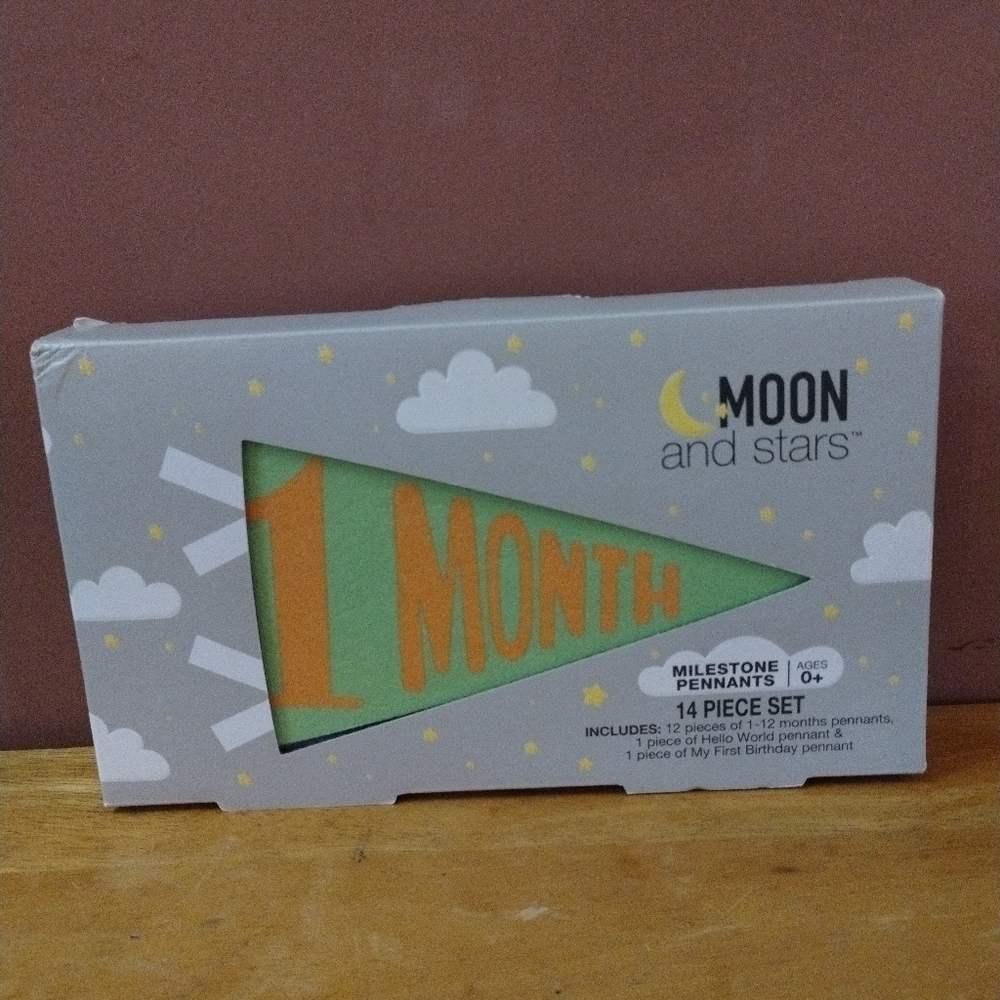 MOON
and stars™
1 MONTH
MILESTONE
PENNANTS
AGES
0+
14 PIECE SET
INCLUDES: 12 pieces of 1-12 months pennants,
1 piece of Hello World pennant &
1 piece of My First Birthday pennant